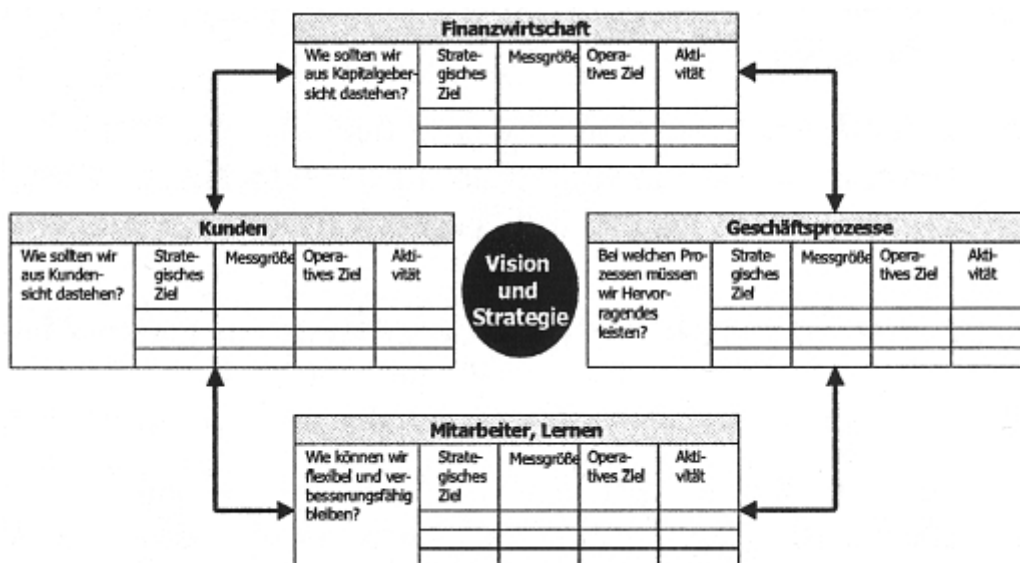 Finanzwirtschaft
Wie sollten wir
aus Kapitalgeber-
sicht dastehen?
Strate-
gisches
Ziel
Messgröße
Opera-
tives Ziel
Akti-
vität
Kunden
Wie sollten wir
aus Kunden-
sicht dastehen?
Strate-
gisches
Ziel
Messgröße
Opera-
tives Ziel
Akti-
vität
Vision
und
Strategie
Geschäftsprozesse
Bei welchen Pro-
zessen müssen
wir Hervor-
ragendes
leisten?
Strate-
gisches
Ziel
Messgröße
Opera-
tives Ziel
Akti-
vität
Mitarbeiter, Lernen
Wie können wir
flexibel und ver-
besserungsfähig
bleiben?
Strate-
gisches
Ziel
Messgröße
Opera-
tives Ziel
Akti-
vität